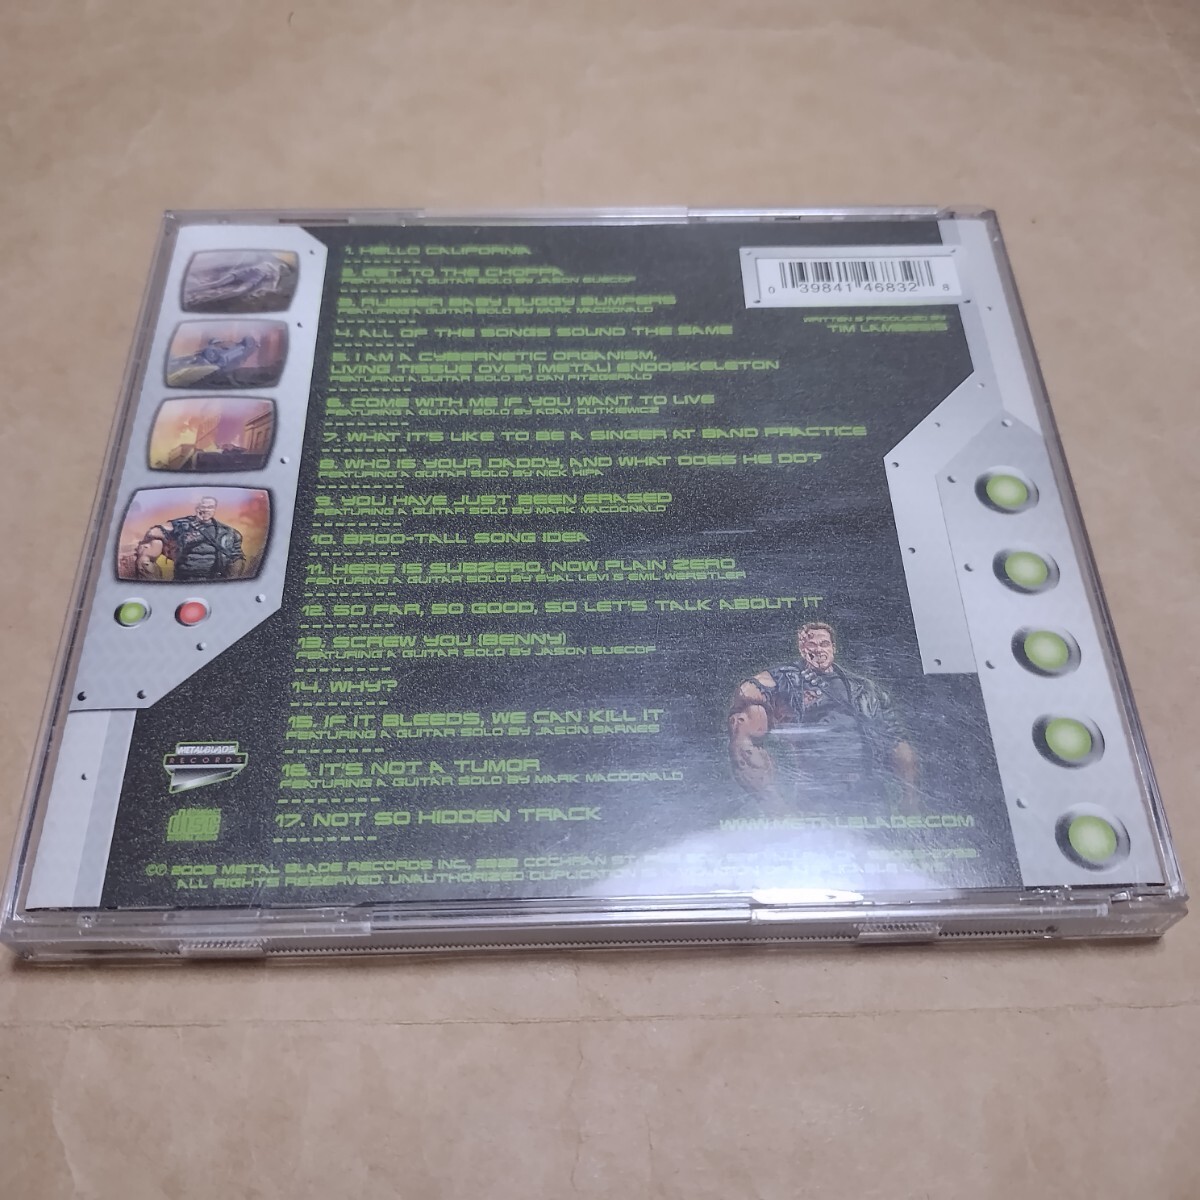 1. HELLO CALIFORNIA
2. GET TO THE CHOPPA
FEATURING A GUITAR SOLO BY JASON SUECOF
3. RUBBER BABY BUGGY BUMPERS
FEATURING A GUITAR SOLO BY MARK MACDONALD
4. ALL OF THE SONGS SOUND THE SAME
5. I AM A CYBERNETIC ORGANISM,
LIVING TISSUE OVER (METAL) ENDOSKELETON
FEATURING A GUITAR SOLO BY DAN FITZGERALD
6. COME WITH ME IF YOU WANT TO LIVE
FEATURING A GUITAR SOLO BY ADAM DUTKIEWICZ
7. WHAT IT'S LIKE TO BE A SINGER AT BAND PRACTICE
8. WHO IS YOUR DADDY, AND WHAT DOES HE DO?
FEATURING A GUITAR SOLO BY NICK HIPA
9. YOU HAVE JUST BEEN ERASED
FEATURING A GUITAR SOLO BY MARK MACDONALD
10. BROO-TALL SONG IDEA
11. HERE IS SUBZERO, NOW PLAIN ZERO
FEATURING A GUITAR SOLO BY EYAL LEVI & EMIL WERSTLER
12. SO FAR, SO GOOD, SO LET'S TALK ABOUT IT
13. SCREW YOU (BENNY)
FEATURING A GUITAR SOLO BY JASON SUECOF
14. WHY?
15. IF IT BLEEDS, WE CAN KILL IT
FEATURING A GUITAR SOLO BY JASON BARNES
16. IT'S NOT A TUMOR
FEATURING A GUITAR SOLO BY MARK MACDONALD
17. NOT SO HIDDEN TRACK
0 39841 46832 8
WRITTEN & PRODUCED BY
TIM LAMBESIS
METAL BLADE
RECORDS
WWW.METALBLADE.COM
©℗ 2008 METAL BLADE RECORDS INC, 2828 COCHRAN ST.
ALL RIGHTS RESERVED. UNAUTHORIZED DUPLICATION